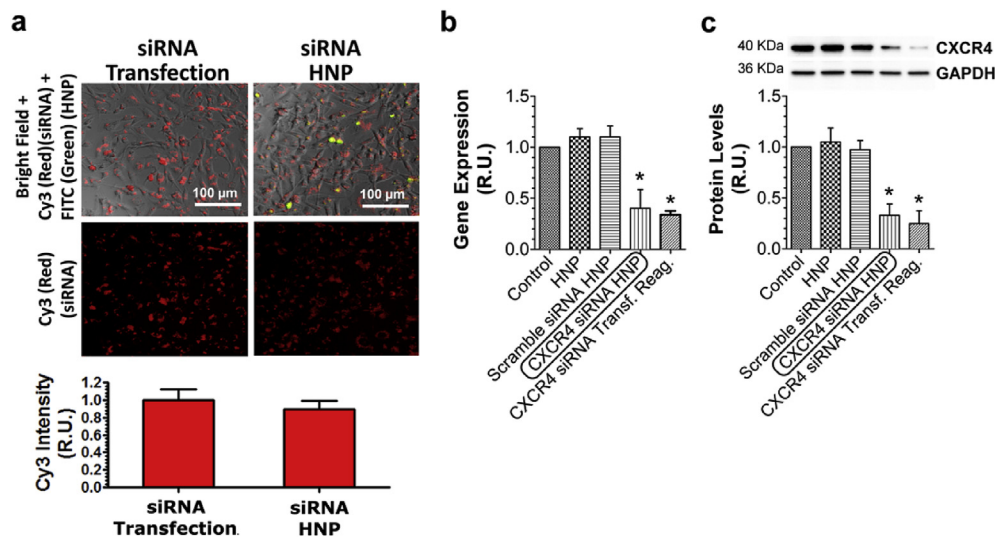 a
siRNA
Transfection
siRNA
HNP
Bright Field +
Cy3 (Red)(siRNA) +
FITC (Green) (HNP)
100 µm
100 µm
Cy3 (Red)
(siRNA)
Cy3 Intensity
(R.U.)
1.2
1.0
0.8
0.6
0.4
0.2
0.0
siRNA
Transfection.
siRNA
HNP
b
Gene Expression
(R.U.)
1.5
1.0
0.5
0.0
*
*
Control
HNP
Scramble siRNA HNP
CXCR4 siRNA HNP
CXCR4 siRNA Transf. Reag.
c
40 KDa
CXCR4
36 KDa
GAPDH
Protein Levels
(R.U.)
1.5
1.0
0.5
0.0
*
*
Control
HNP
Scramble siRNA HNP
CXCR4 siRNA HNP
CXCR4 siRNA Transf. Reag.